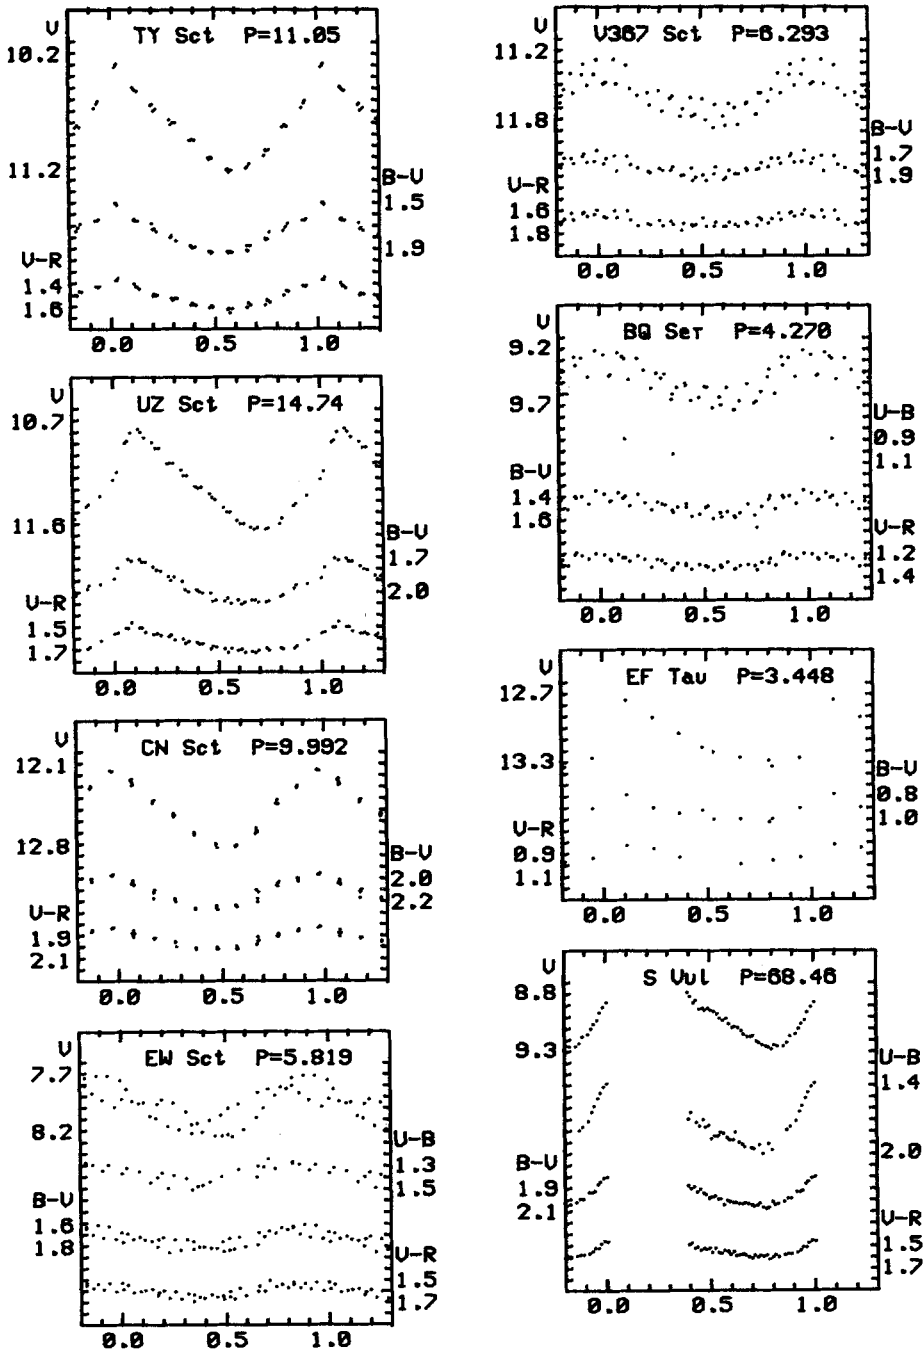 V
TY Sct P=11.05
10.2
11.2
B-V
1.5
1.9
V-R
1.4
1.6
0.0 0.5 1.0
V
UZ Sct P=14.74
10.7
11.6
B-V
1.7
2.0
V-R
1.5
1.7
0.0 0.5 1.0
V
CN Sct P=9.992
12.1
12.8
B-V
2.0
2.2
V-R
1.9
2.1
0.0 0.5 1.0
V
EW Sct P=5.819
7.7
8.2
U-B
1.3
1.5
B-V
1.6
1.8
V-R
1.5
1.7
0.0 0.5 1.0
V
V367 Sct P=6.293
11.2
11.8
B-V
1.7
1.9
V-R
1.6
1.8
0.0 0.5 1.0
V
BQ Ser P=4.270
9.2
9.7
U-B
0.9
1.1
B-V
1.4
1.6
V-R
1.2
1.4
0.0 0.5 1.0
V
EF Tau P=3.448
12.7
13.3
B-V
0.8
1.0
V-R
0.9
1.1
0.0 0.5 1.0
V
S Vul P=68.46
8.8
9.3
U-B
1.4
2.0
B-V
1.9
2.1
V-R
1.5
1.7
0.0 0.5 1.0